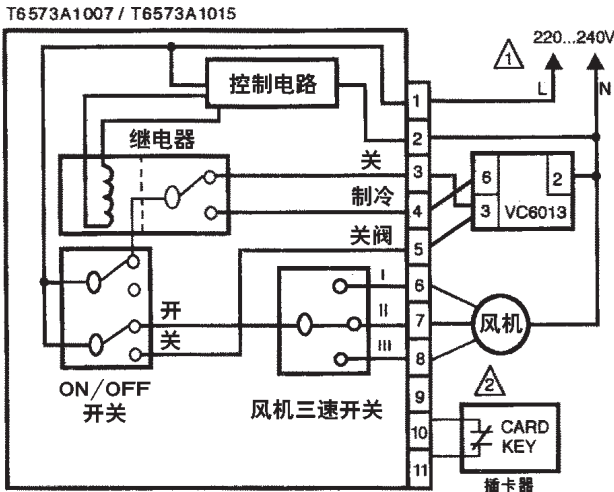 T6573A1007 / T6573A1015
220...240V
1
L
N
控制电路
继电器
1
2
关
3
制冷
4
关阀
5
6
2
3
VC6013
I
6
开
II
7
风机
关
III
8
ON/OFF
开关
风机三速开关
2
9
10
11
CARD
KEY
插卡器